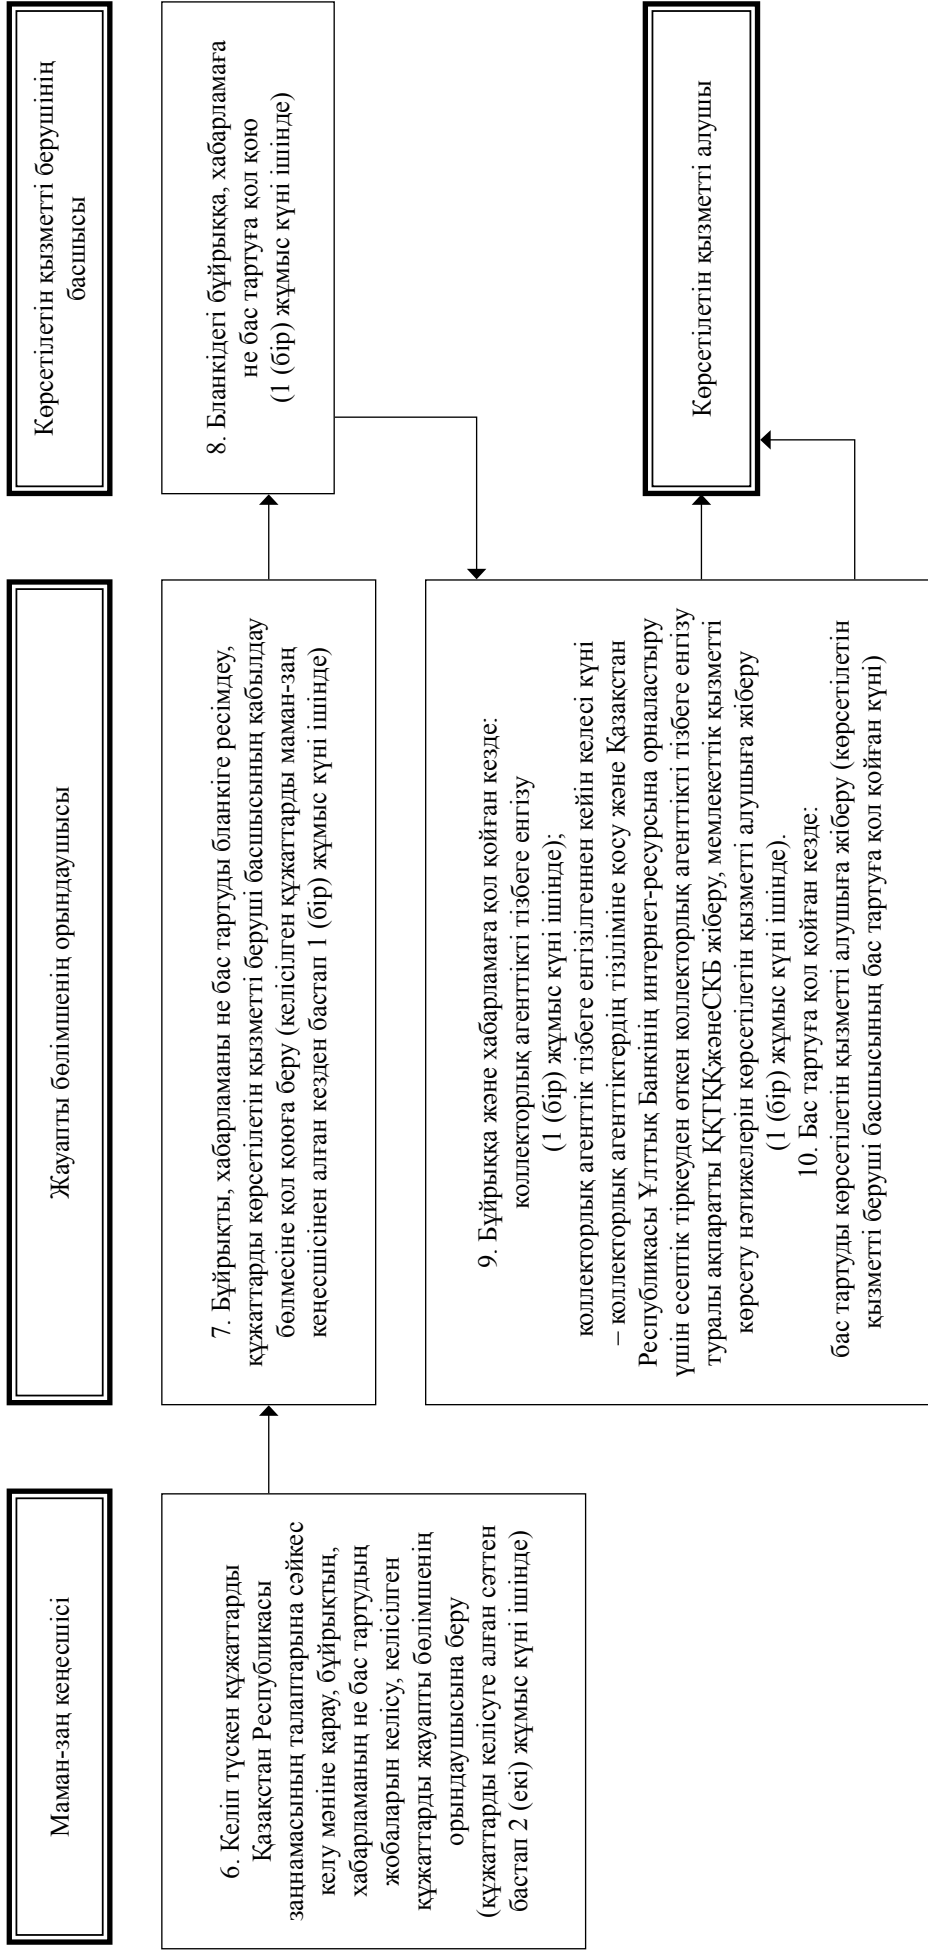 Маман-заң кеңесшісі
Жауапты бөлімшенің орындаушысы
Көрсетілетін қызметті берушінің
басшысы
6. Келіп түскен құжаттарды
Қазақстан Республикасы
заңнамасының талаптарына сәйкес
келу мәніне қарау, бұйрықтың,
хабарламаның не бас тартудың
жобаларын келісу, келісілген
құжаттарды жауапты бөлімшенің
орындаушысына беру
(құжаттарды келісуге алған сәттен
бастап 2 (екі) жұмыс күні ішінде)
7. Бұйрықты, хабарламаны не бас тартуды бланкіге ресімдеу,
құжаттарды көрсетілетін қызметті беруші басшысының қабылдау
бөлмесіне қол қоюға беру (келісілген құжаттарды маман-заң
кеңесшісінен алған кезден бастап 1 (бір) жұмыс күні ішінде)
8. Бланкідегі бұйрыққа, хабарламаға
не бас тартуға қол қою
(1 (бір) жұмыс күні ішінде)
9. Бұйрыққа және хабарламаға қол қойған кезде:
коллекторлық агенттікті тізбеге енгізу
(1 (бір) жұмыс күні ішінде);
коллекторлық агенттік тізбеге енгізілгеннен кейін келесі күні
– коллекторлық агенттіктердің тізіліміне қосу және Қазақстан
Республикасы Ұлттық Банкінің интернет-ресурсына орналастыру
үшін есептік тіркеуден өткен коллекторлық агенттікті тізбеге енгізу
туралы ақпаратты ҚҚТҚҚжәнеСКБ жіберу, мемлекеттік қызметті
көрсету нәтижелерін көрсетілетін қызметті алушыға жіберу
(1 (бір) жұмыс күні ішінде).
10. Бас тартуға қол қойған кезде:
бас тартуды көрсетілетін қызметті алушыға жіберу (көрсетілетін
қызметті беруші басшысының бас тартуға қол қойған күні)
Көрсетілетін қызметті алушы